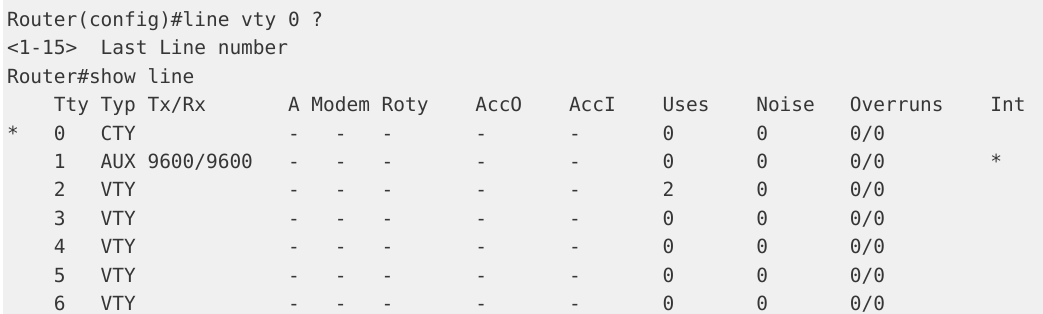 Router(config)#line vty 0 ?
<1-15>  Last Line number
Router#show line
    Tty Typ Tx/Rx       A Modem Roty    AccO    AccI    Uses    Noise   Overruns    Int
*   0   CTY             -   -   -       -       -       0       0       0/0
    1   AUX 9600/9600   -   -   -       -       -       0       0       0/0         *
    2   VTY             -   -   -       -       -       2       0       0/0
    3   VTY             -   -   -       -       -       0       0       0/0
    4   VTY             -   -   -       -       -       0       0       0/0
    5   VTY             -   -   -       -       -       0       0       0/0
    6   VTY             -   -   -       -       -       0       0       0/0